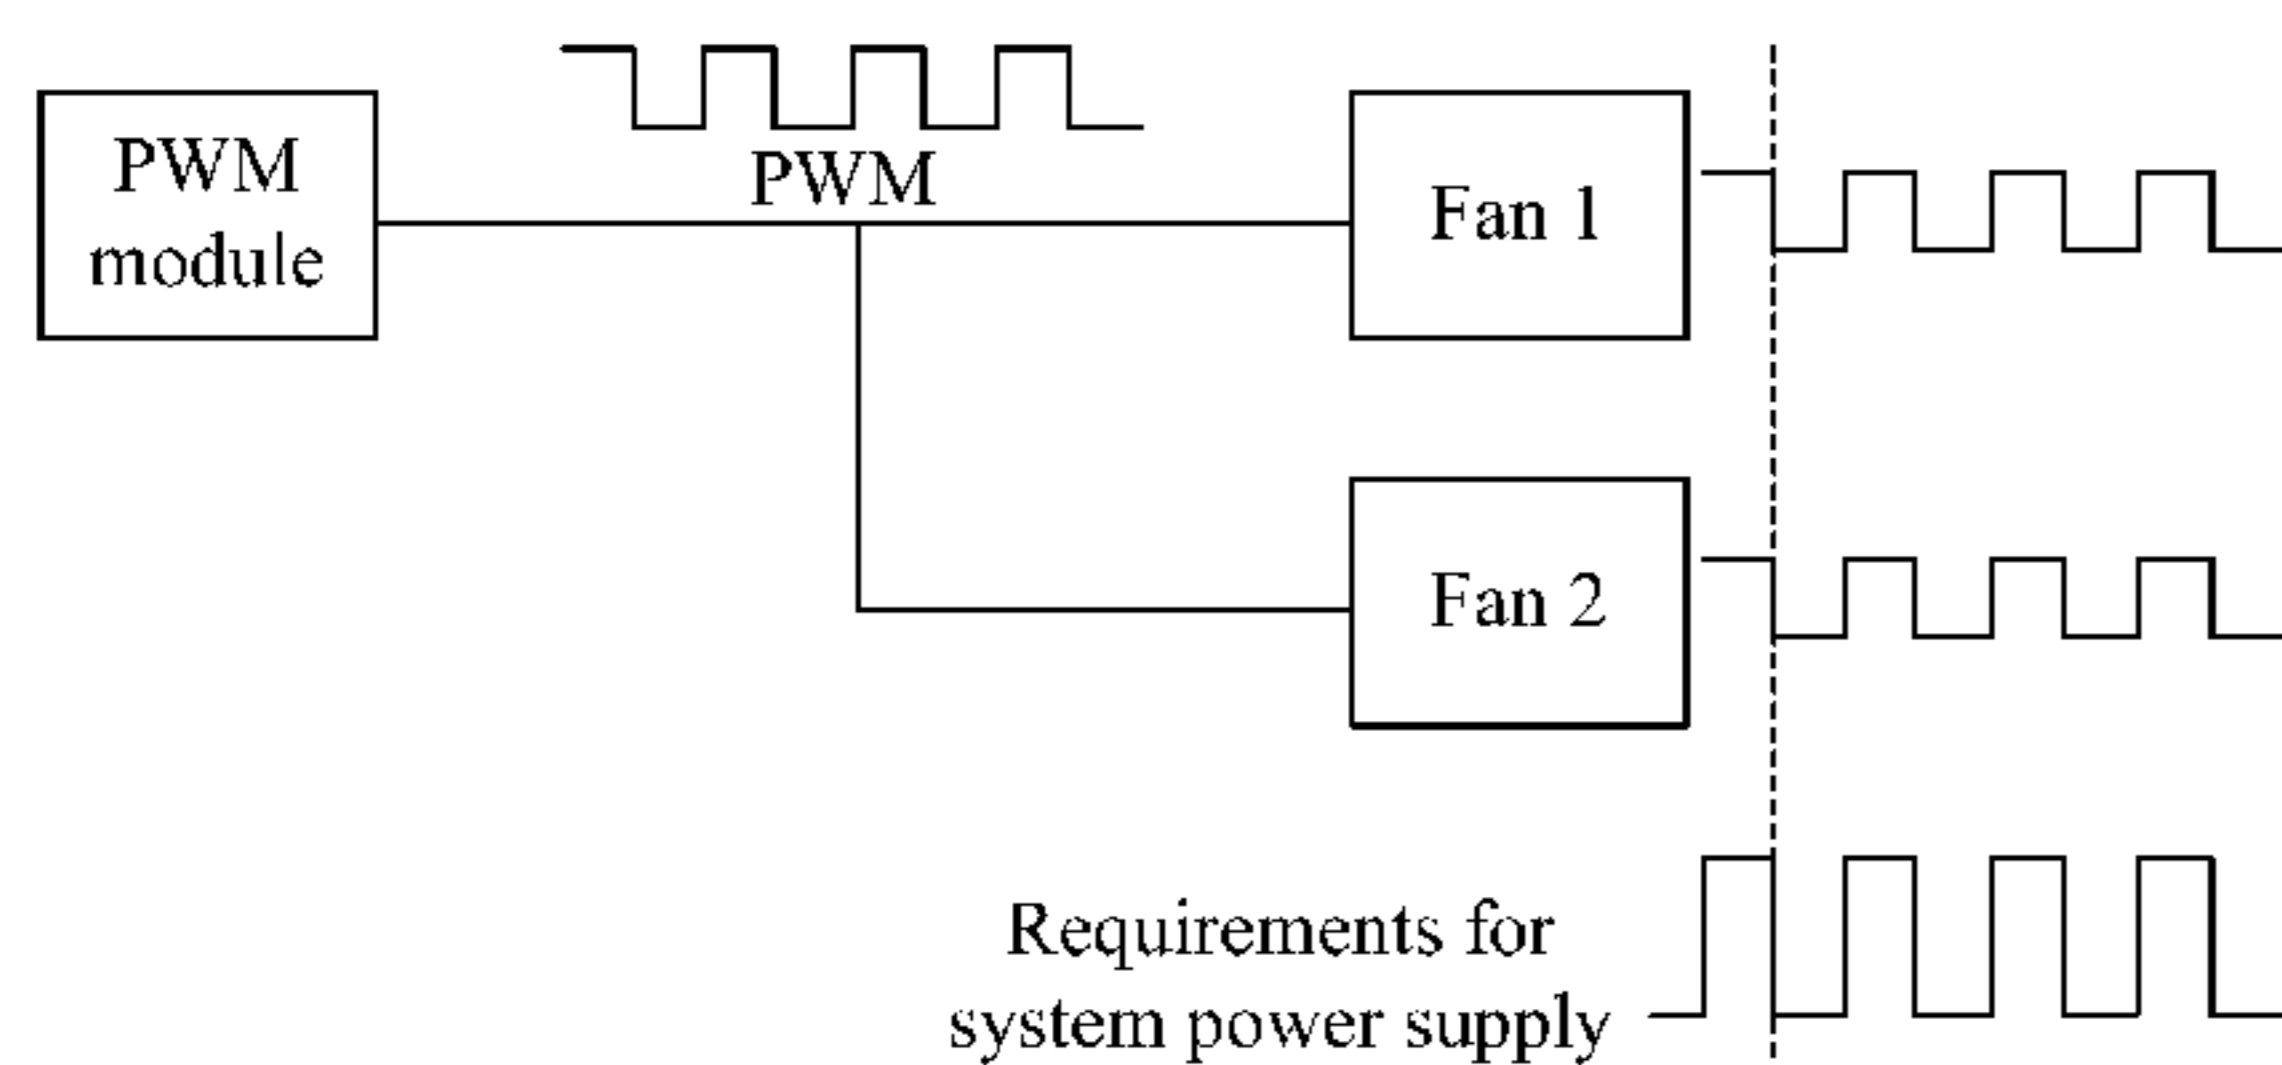 PWM
module
PWM
Fan 1
Fan 2
Requirements for
system power supply